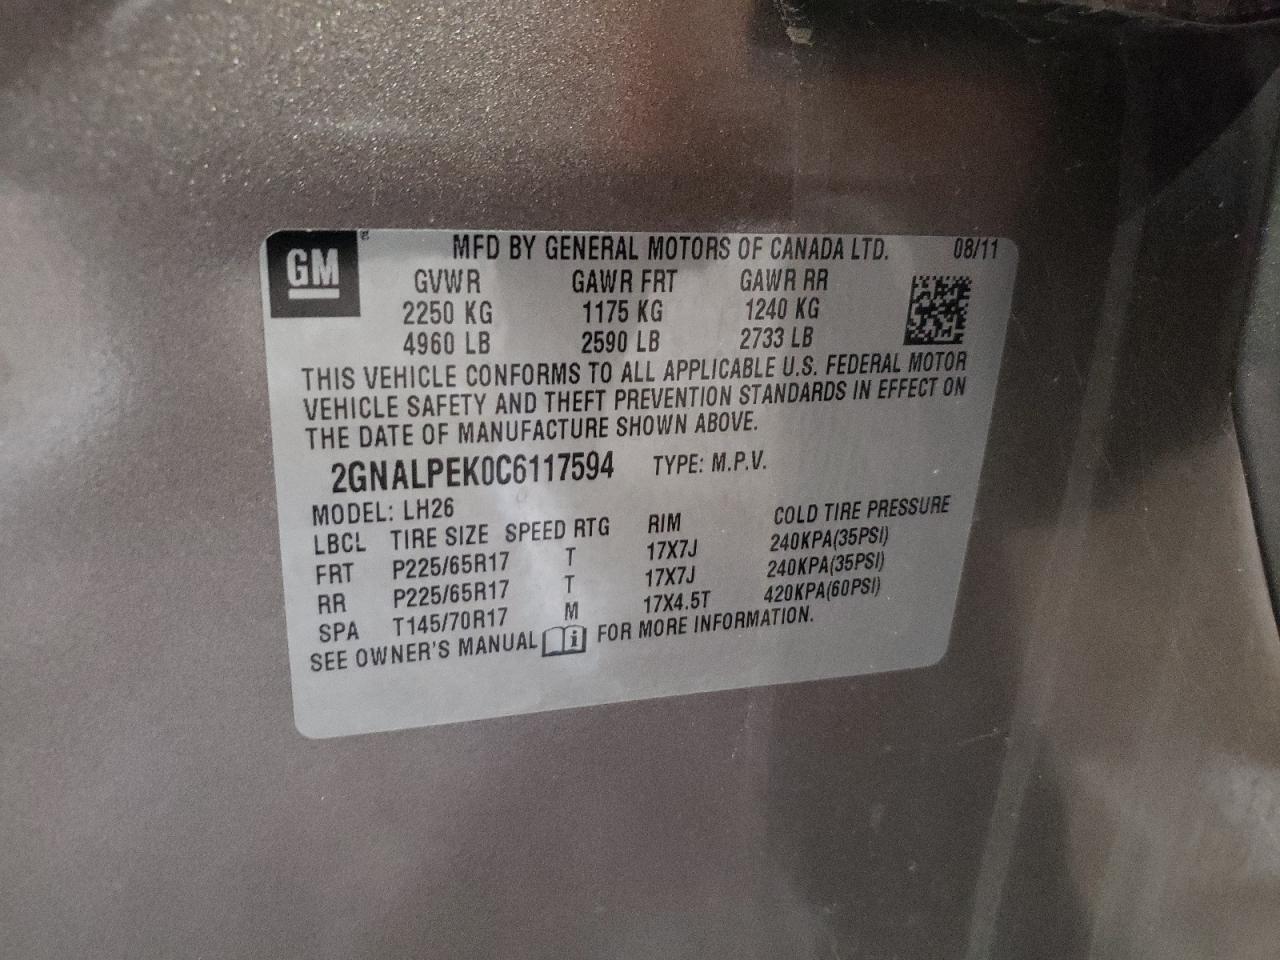 GM ® MFD BY GENERAL MOTORS OF CANADA LTD. 08/11
GVWR GAWR FRT GAWR RR
2250 KG 1175 KG 1240 KG
4960 LB 2590 LB 2733 LB
THIS VEHICLE CONFORMS TO ALL APPLICABLE U.S. FEDERAL MOTOR
VEHICLE SAFETY AND THEFT PREVENTION STANDARDS IN EFFECT ON
THE DATE OF MANUFACTURE SHOWN ABOVE.
2GNALPEK0C6117594 TYPE: M.P.V.
MODEL: LH26
LBCL TIRE SIZE SPEED RTG RIM COLD TIRE PRESSURE
FRT P225/65R17 T 17X7J 240KPA(35PSI)
RR P225/65R17 T 17X7J 240KPA(35PSI)
SPA T145/70R17 M 17X4.5T 420KPA(60PSI)
SEE OWNER'S MANUAL i FOR MORE INFORMATION.